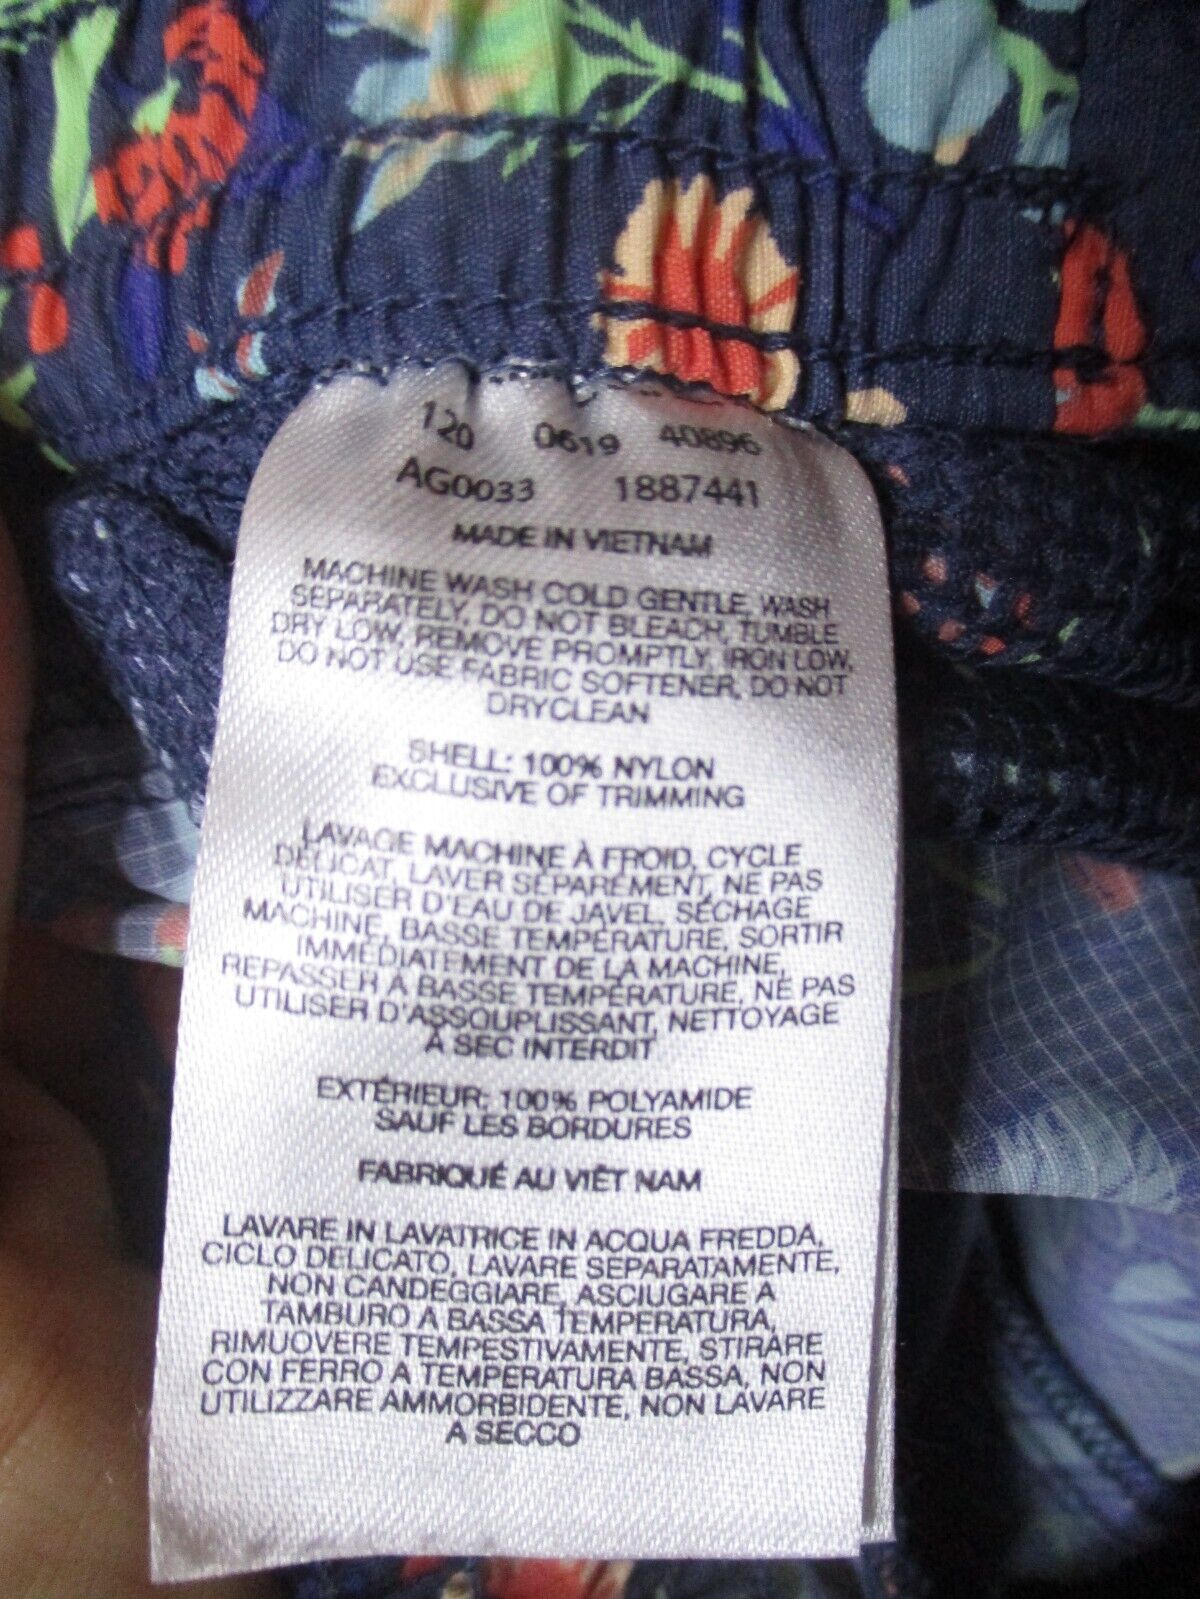 120 0619 40896
AG0033 1887441
MADE IN VIETNAM
MACHINE WASH COLD GENTLE, WASH
SEPARATELY, DO NOT BLEACH, TUMBLE
DRY LOW, REMOVE PROMPTLY, IRON LOW,
DO NOT USE FABRIC SOFTENER, DO NOT
DRYCLEAN
SHELL: 100% NYLON
EXCLUSIVE OF TRIMMING
LAVAGE MACHINE À FROID, CYCLE
DÉLICAT, LAVER SÉPARÉMENT, NE PAS
UTILISER D'EAU DE JAVEL, SÉCHAGE
MACHINE, BASSE TEMPÉRATURE, SORTIR
IMMÉDIATEMENT DE LA MACHINE,
REPASSER À BASSE TEMPÉRATURE, NE PAS
UTILISER D'ASSOUPLISSANT, NETTOYAGE
À SEC INTERDIT
EXTÉRIEUR: 100% POLYAMIDE
SAUF LES BORDURES
FABRIQUÉ AU VIÊT NAM
LAVARE IN LAVATRICE IN ACQUA FREDDA,
CICLO DELICATO, LAVARE SEPARATAMENTE,
NON CANDEGGIARE, ASCIUGARE A
TAMBURO A BASSA TEMPERATURA,
RIMUOVERE TEMPESTIVAMENTE, STIRARE
CON FERRO A TEMPERATURA BASSA, NON
UTILIZZARE AMMORBIDENTE, NON LAVARE
A SECCO